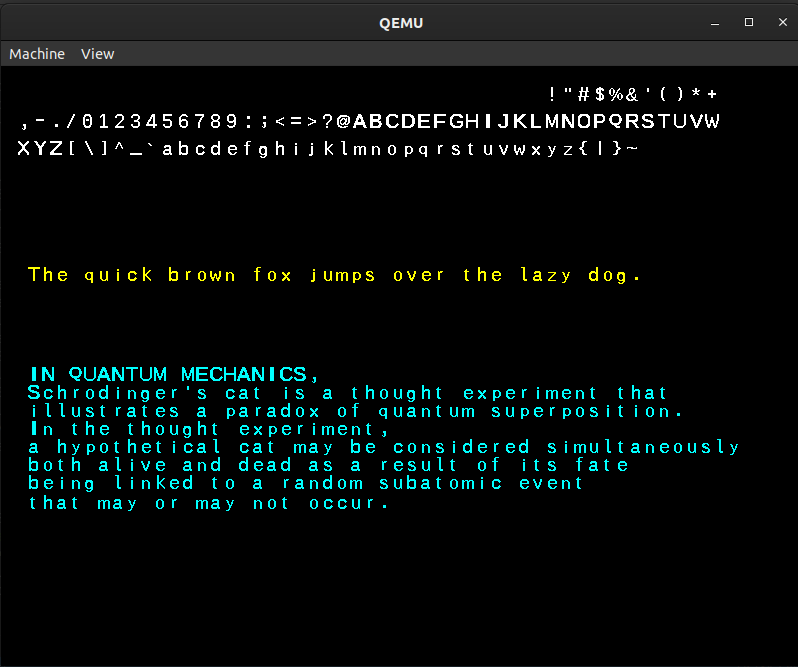 QEMU
Machine View
!"#$%&'()*+
,-./0123456789:;<=>?@ABCDEFGHIJKLMNOPQRSTUVW
XYZ[\]^_`abcdefghijklmnopqrstuvwxyz{|}~
The quick brown fox jumps over the lazy dog.
IN QUANTUM MECHANICS,
Schrodinger's cat is a thought experiment that
illustrates a paradox of quantum superposition.
In the thought experiment,
a hypothetical cat may be considered simultaneously
both alive and dead as a result of its fate
being linked to a random subatomic event
that may or may not occur.